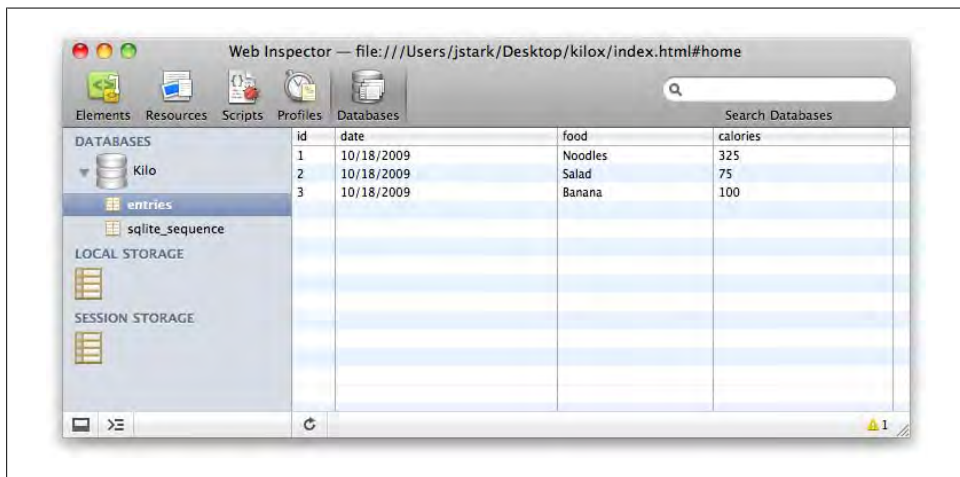 Web Inspector — file:///Users/jstark/Desktop/kilox/index.html#home
Elements Resources Scripts Profiles Databases Search Databases
DATABASES
Kilo
entries
sqlite_sequence
LOCAL STORAGE
SESSION STORAGE
id date food calories
1 10/18/2009 Noodles 325
2 10/18/2009 Salad 75
3 10/18/2009 Banana 100
1